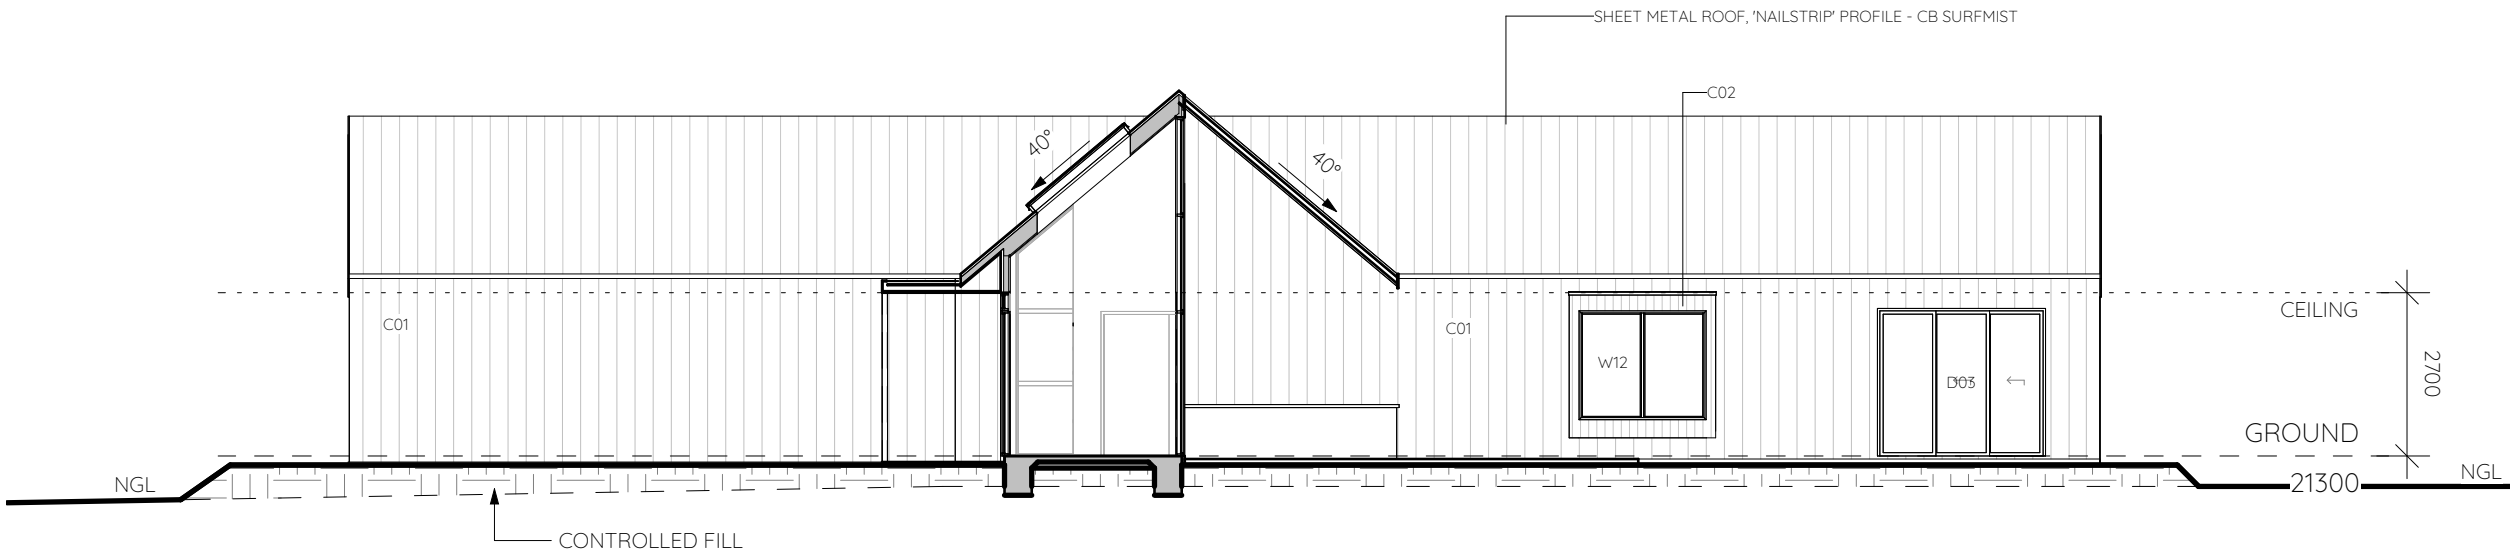 SHEET METAL ROOF, 'NAILSTRIP' PROFILE - CB SURFMIST
C02
40°
40°
CEILING
C01
C01
W12
D03
2700
GROUND
NGL
21300
NGL
CONTROLLED FILL